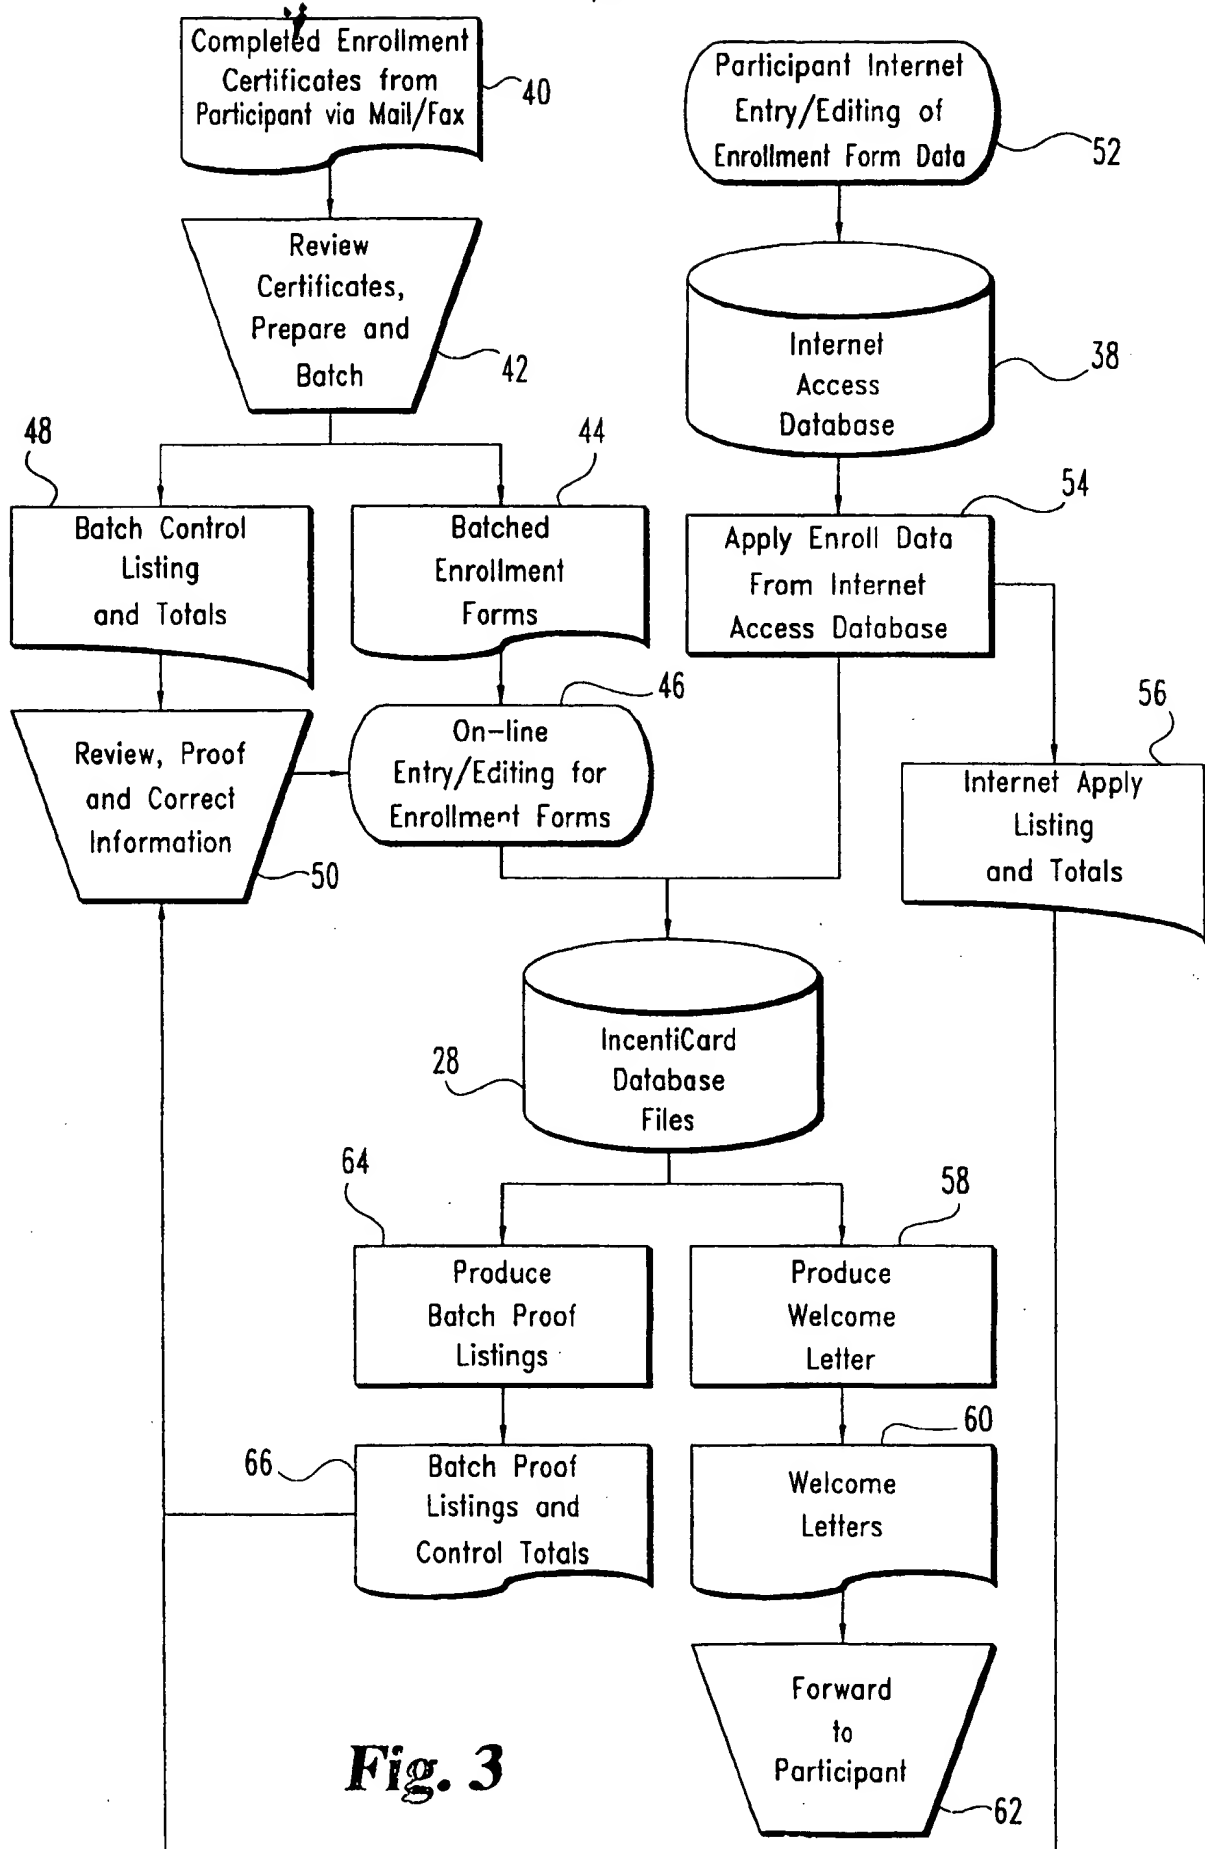 Completed Enrollment
Certificates from
Participant via Mail/Fax
40
Participant Internet
Entry/Editing of
Enrollment Form Data
52
Review
Certificates,
Prepare and
Batch
42
Internet
Access
Database
38
48
Batch Control
Listing
and Totals
44
Batched
Enrollment
Forms
54
Apply Enroll Data
From Internet
Access Database
46
On-line
Entry/Editing for
Enrollment Forms
Review, Proof
and Correct
Information
50
56
Internet Apply
Listing
and Totals
28
IncentiCard
Database
Files
64
Produce
Batch Proof
Listings
58
Produce
Welcome
Letter
66
Batch Proof
Listings and
Control Totals
60
Welcome
Letters
Forward
to
Participant
62
Fig. 3